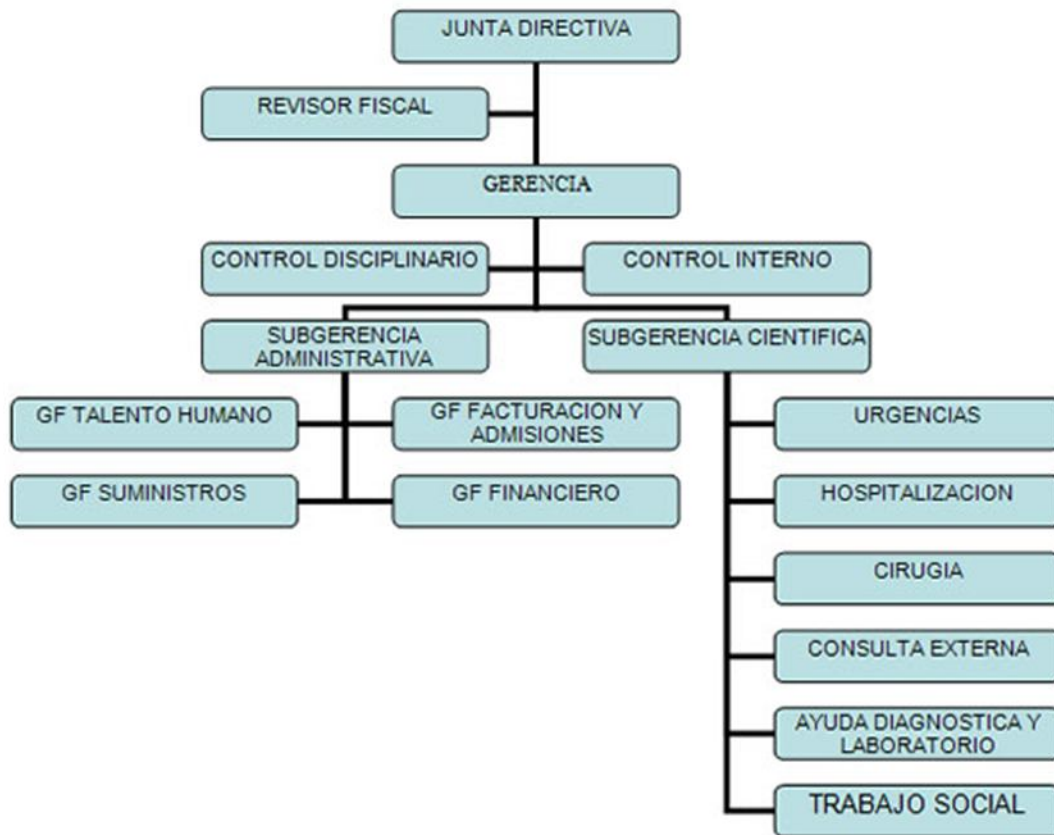 JUNTA DIRECTIVA
REVISOR FISCAL
GERENCIA
CONTROL DISCIPLINARIO
CONTROL INTERNO
SUBGERENCIA
ADMINISTRATIVA
SUBGERENCIA CIENTIFICA
GF TALENTO HUMANO
GF FACTURACION Y
ADMISIONES
GF SUMINISTROS
GF FINANCIERO
URGENCIAS
HOSPITALIZACION
CIRUGIA
CONSULTA EXTERNA
AYUDA DIAGNOSTICA Y
LABORATORIO
TRABAJO SOCIAL